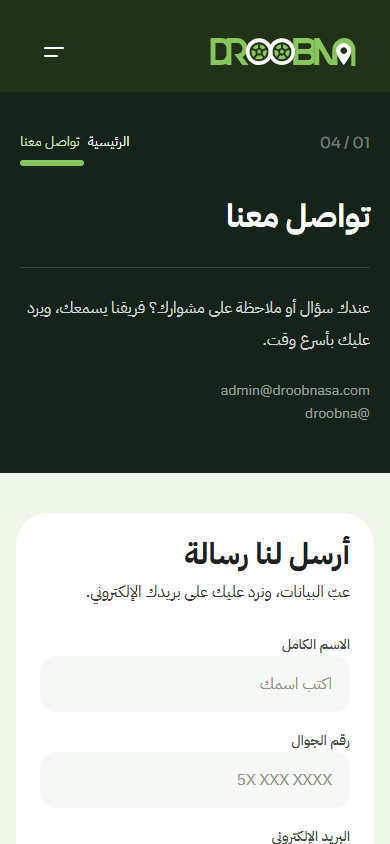 DROOBNA
04 / 01
الرئيسية تواصل معنا
تواصل معنا
عندك سؤال أو ملاحظة على مشوارك؟ فريقنا يسمعك، ويرد
عليك بأسرع وقت.
admin@droobnasa.com
droobna@
أرسل لنا رسالة
عبّ البيانات، ونرد عليك على بريدك الإلكتروني.
الاسم الكامل
اكتب اسمك
رقم الجوال
5X XXX XXXX
البريد الإلكتروني